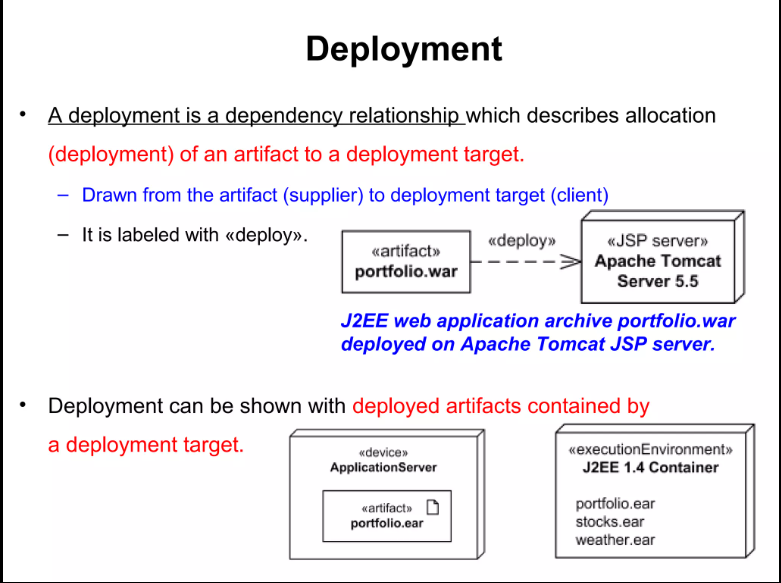 Deployment
• A deployment is a dependency relationship which describes allocation
(deployment) of an artifact to a deployment target.
– Drawn from the artifact (supplier) to deployment target (client)
– It is labeled with «deploy».
«artifact»
portfolio.war
«deploy»
«JSP server»
Apache Tomcat
Server 5.5
J2EE web application archive portfolio.war
deployed on Apache Tomcat JSP server.
• Deployment can be shown with deployed artifacts contained by
a deployment target.
«device»
ApplicationServer
«artifact»
portfolio.ear
«executionEnvironment»
J2EE 1.4 Container
portfolio.ear
stocks.ear
weather.ear